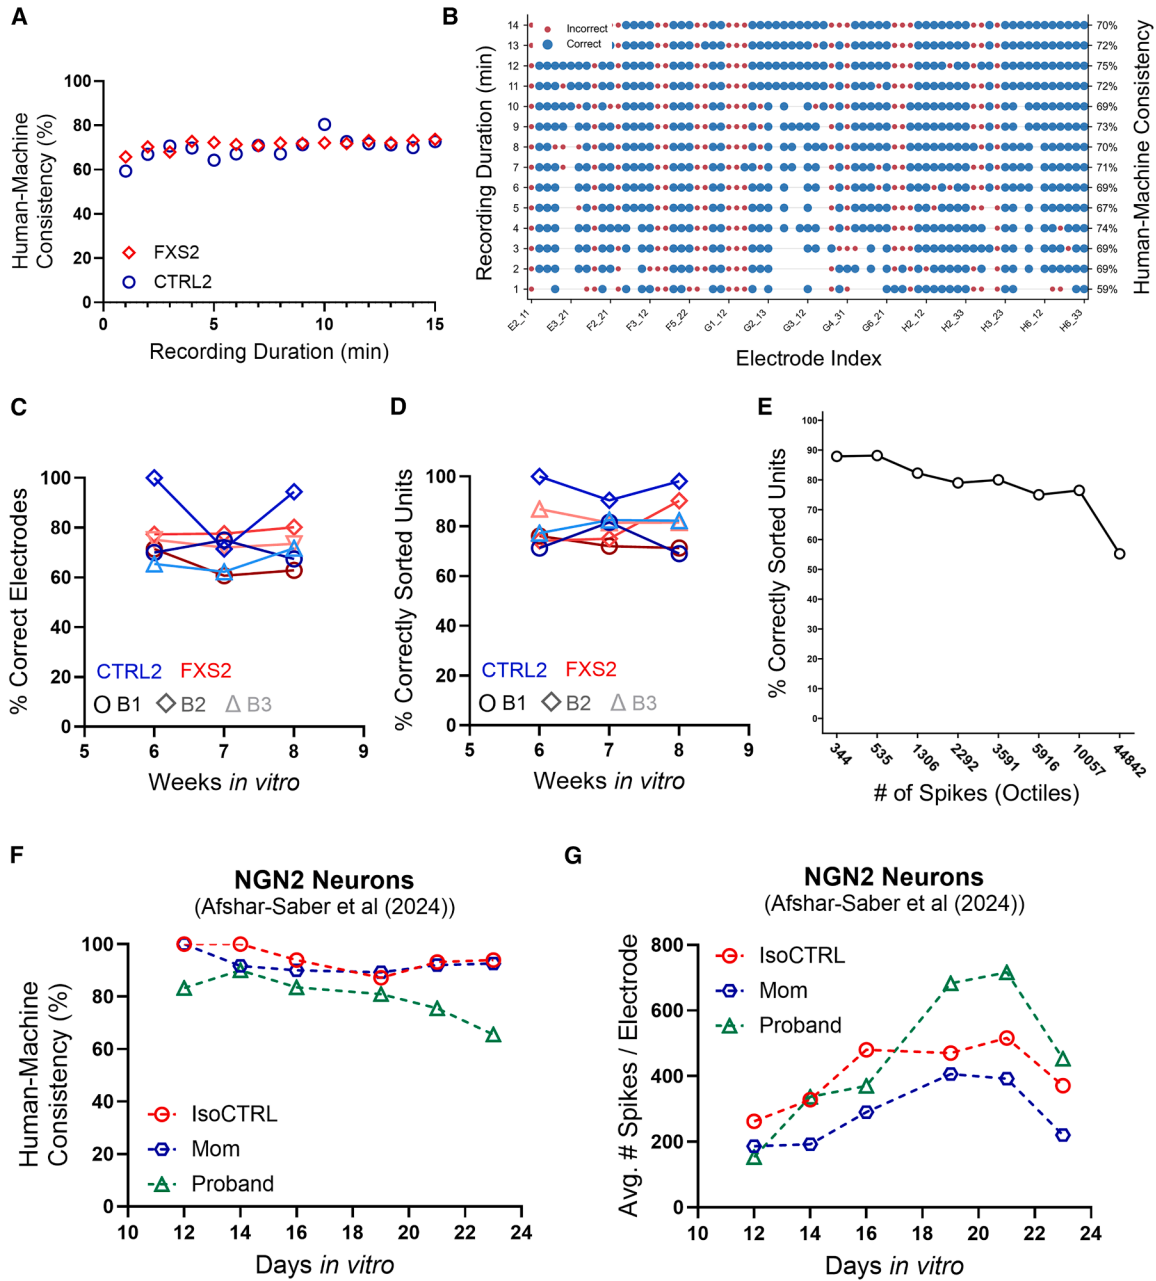 A
Human-Machine
Consistency (%)
100
80
60
40
20
0
FXS2
CTRL2
0
5
10
15
Recording Duration (min)
B
Recording Duration (min)
14
13
12
11
10
9
8
7
6
5
4
3
2
1
Incorrect
Correct
70%
72%
75%
72%
69%
73%
70%
71%
69%
67%
74%
69%
69%
59%
Human-Machine Consistency
E2_11
E3_21
F2_21
F3_12
F5_22
G1_12
G2_13
G3_12
G4_31
G6_21
H2_12
H2_33
H3_23
H6_12
H6_33
Electrode Index
C
% Correct Electrodes
100
80
60
40
20
0
CTRL2 FXS2
B1 B2 B3
5 6 7 8 9
Weeks in vitro
D
% Correctly Sorted Units
100
80
60
40
20
0
CTRL2 FXS2
B1 B2 B3
5 6 7 8 9
Weeks in vitro
E
% Correctly Sorted Units
100
90
80
70
60
50
40
30
20
10
0
344
535
1306
2292
3591
5916
10057
44842
# of Spikes (Octiles)
F
NGN2 Neurons
(Afshar-Saber et al (2024))
Human-Machine
Consistency (%)
100
80
60
40
20
0
IsoCTRL
Mom
Proband
10 12 14 16 18 20 22 24
Days in vitro
G
NGN2 Neurons
(Afshar-Saber et al (2024))
Avg. # Spikes / Electrode
800
600
400
200
0
IsoCTRL
Mom
Proband
10 12 14 16 18 20 22 24
Days in vitro